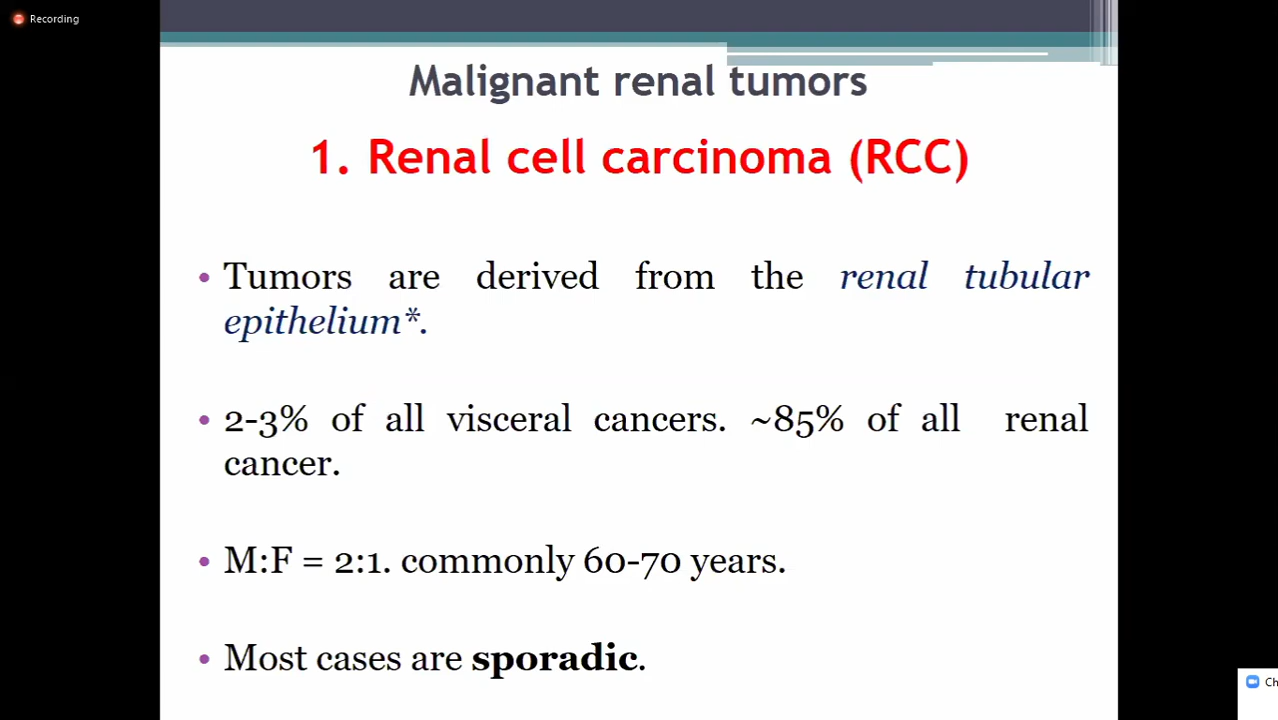 Recording
Malignant renal tumors
1. Renal cell carcinoma (RCC)
• Tumors are derived from the renal tubular
epithelium*.
• 2-3% of all visceral cancers. ~85% of all renal
cancer.
• M:F = 2:1. commonly 60-70 years.
• Most cases are sporadic.
Ch